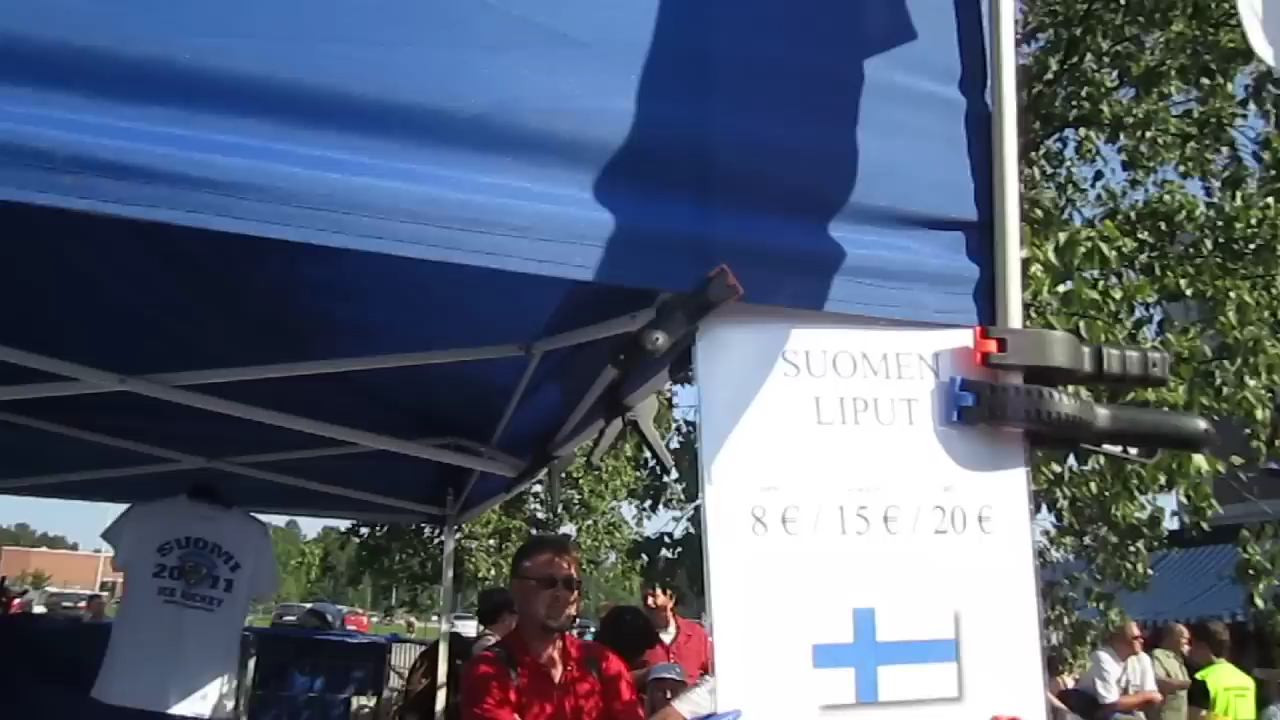 SUOMEN
LIPUT
8 € / 15 € / 20 €
SUOMI
2011
ICE HOCKEY